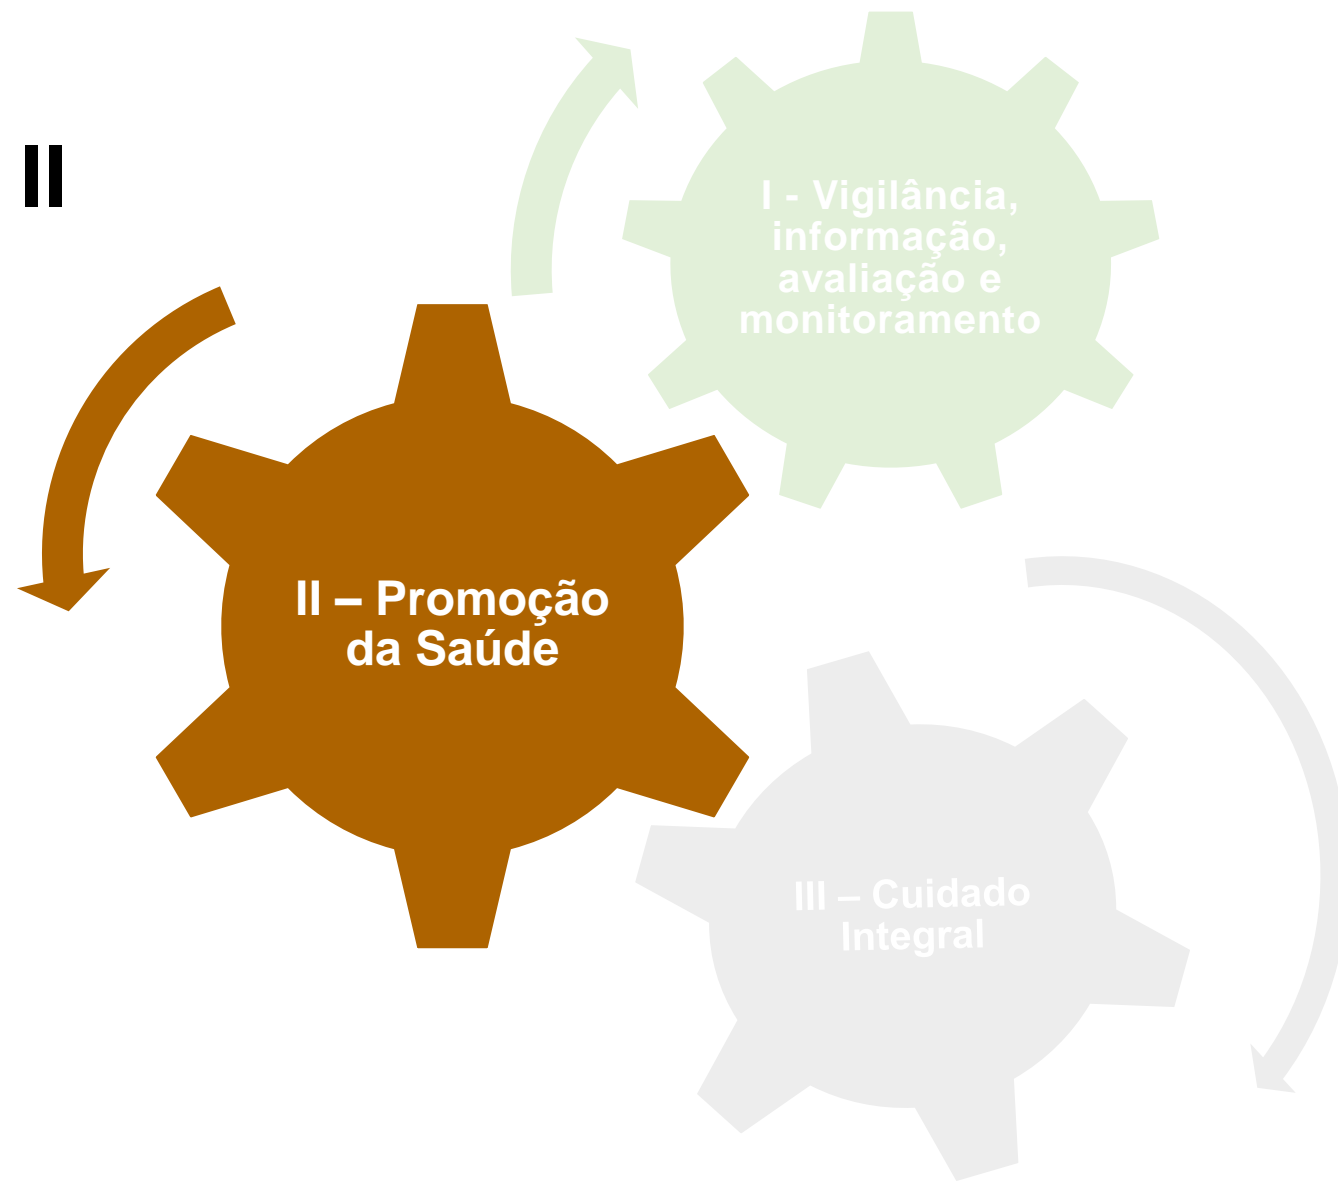 II
I - Vigilância,
informação,
avaliação e
monitoramento
II – Promoção
da Saúde
III – Cuidado
Integral